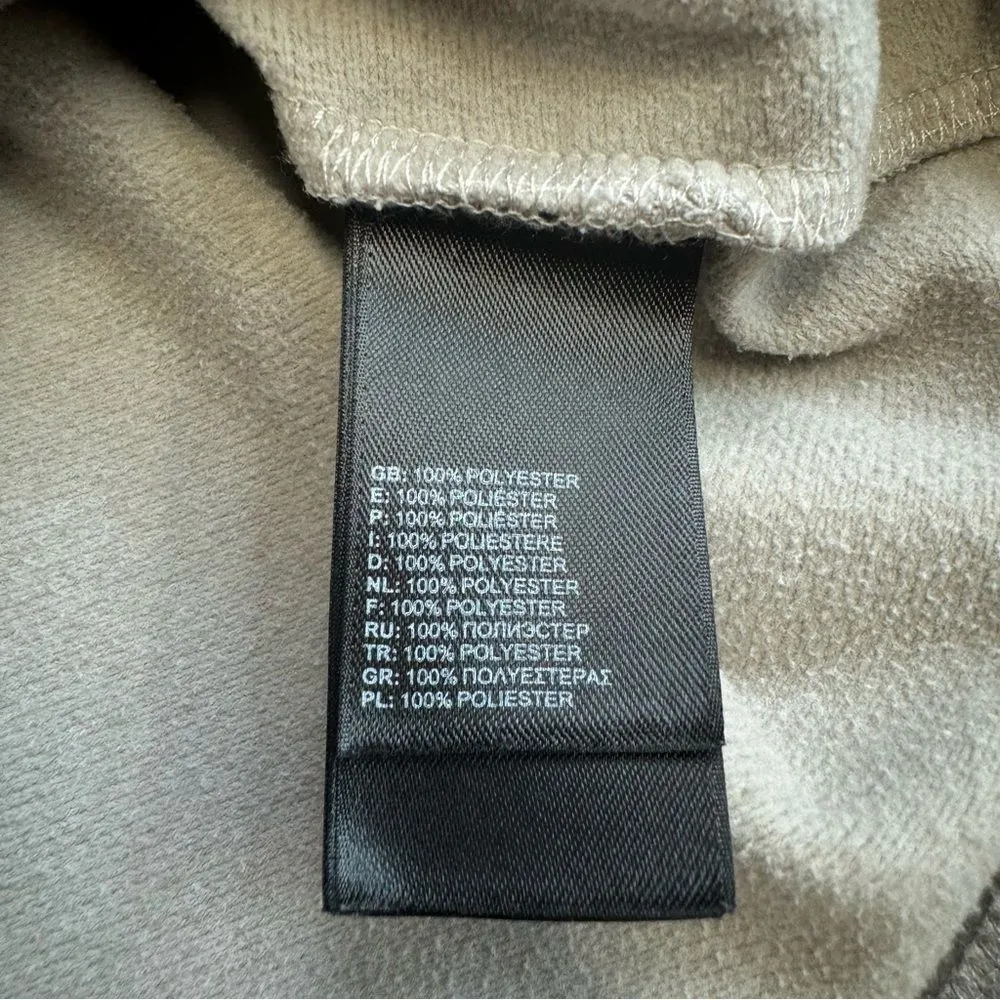 GB: 100% POLYESTER
E: 100% POLIÉSTER
P: 100% POLIÉSTER
I: 100% POLIESTERE
D: 100% POLYESTER
NL: 100% POLYESTER
F: 100% POLYESTER
RU: 100% ПОЛИЭСТЕР
TR: 100% POLYESTER
GR: 100% ΠΟΛΥΕΣΤΕΡΑΣ
PL: 100% POLIESTER